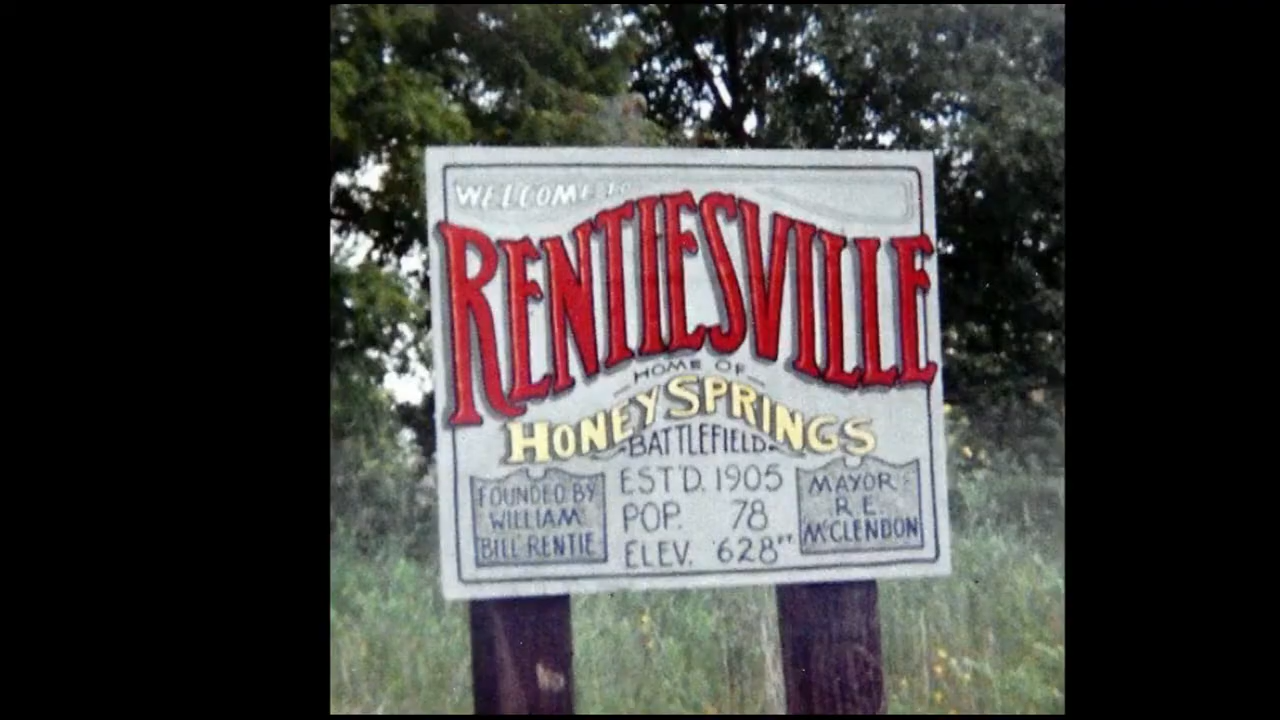 WELCOME TO
RENTIESVILLE
HOME OF
HONEY SPRINGS
BATTLEFIELD
FOUNDED BY
WILLIAM
BILL RENTIE
EST'D. 1905
POP. 78
ELEV. '628"
MAYOR
R. E.
McCLENDON